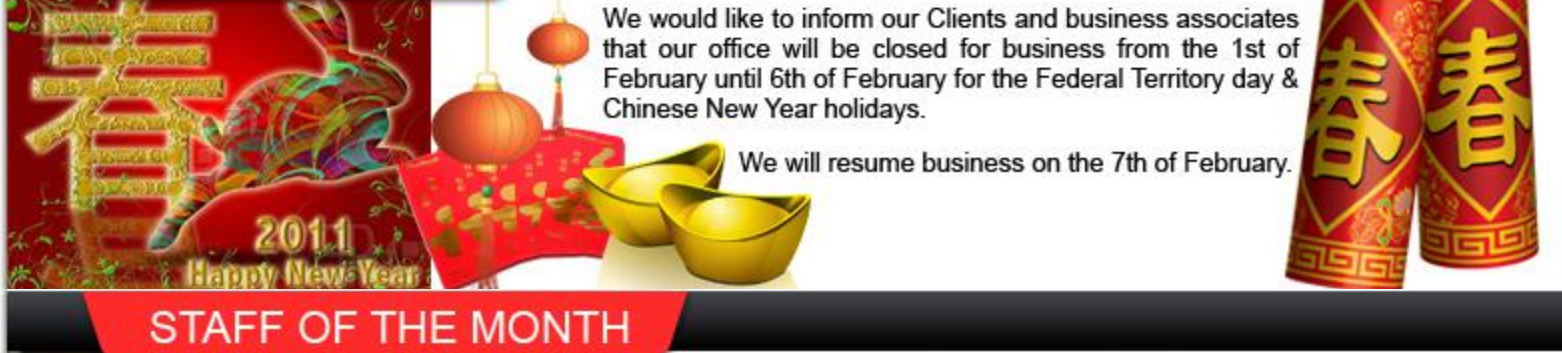 春
2011
Happy New Year
We would like to inform our Clients and business associates
that our office will be closed for business from the 1st of
February until 6th of February for the Federal Territory day &
Chinese New Year holidays.
We will resume business on the 7th of February.
春
春
STAFF OF THE MONTH